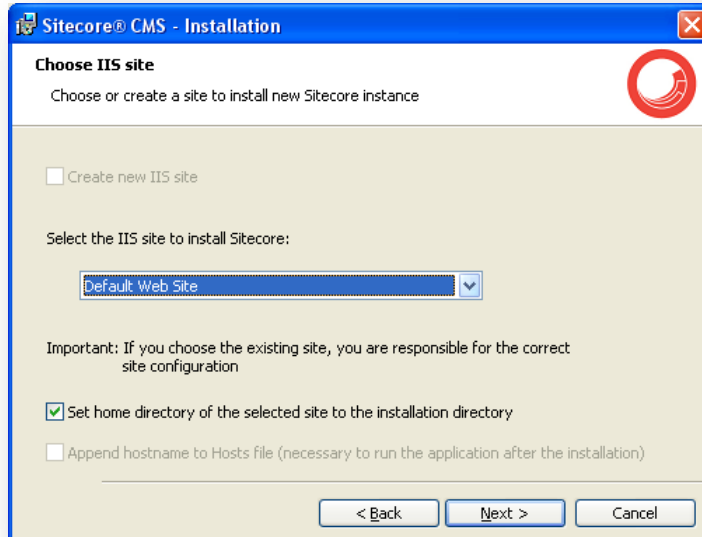 Sitecore® CMS - Installation
Choose IIS site
Choose or create a site to install new Sitecore instance
Create new IIS site
Select the IIS site to install Sitecore:
Default Web Site
Important: If you choose the existing site, you are responsible for the correct
site configuration
Set home directory of the selected site to the installation directory
Append hostname to Hosts file (necessary to run the application after the installation)
< Back Next > Cancel